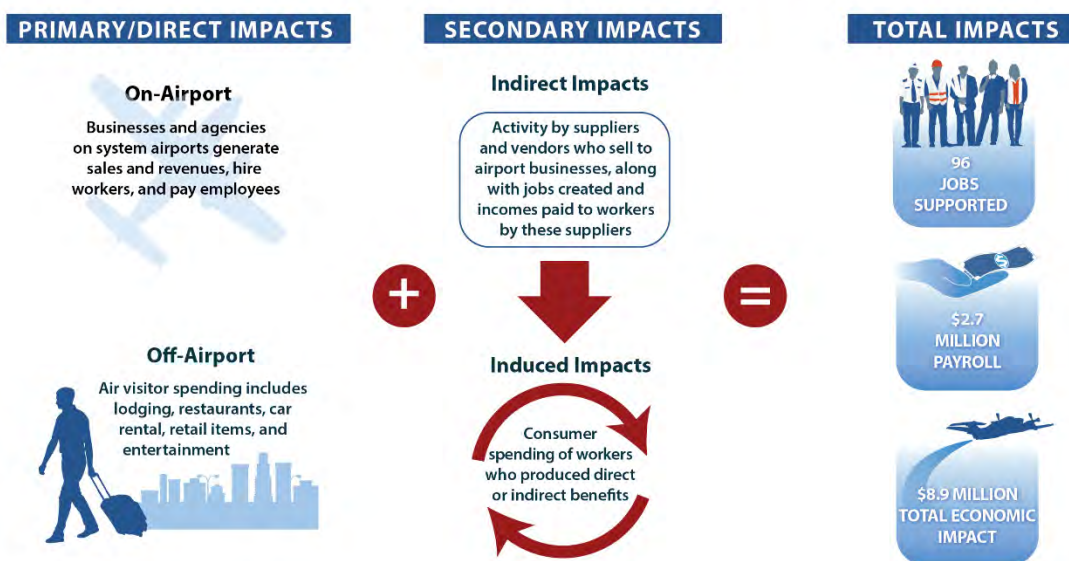 PRIMARY/DIRECT IMPACTS
On-Airport
Businesses and agencies
on system airports generate
sales and revenues, hire
workers, and pay employees
Off-Airport
Air visitor spending includes
lodging, restaurants, car
rental, retail items, and
entertainment
+
SECONDARY IMPACTS
Indirect Impacts
Activity by suppliers
and vendors who sell to
airport businesses, along
with jobs created and
incomes paid to workers
by these suppliers
Induced Impacts
Consumer
spending of workers
who produced direct
or indirect benefits
=
TOTAL IMPACTS
96
JOBS
SUPPORTED
$
$2.7
MILLION
PAYROLL
$8.9 MILLION
TOTAL ECONOMIC
IMPACT